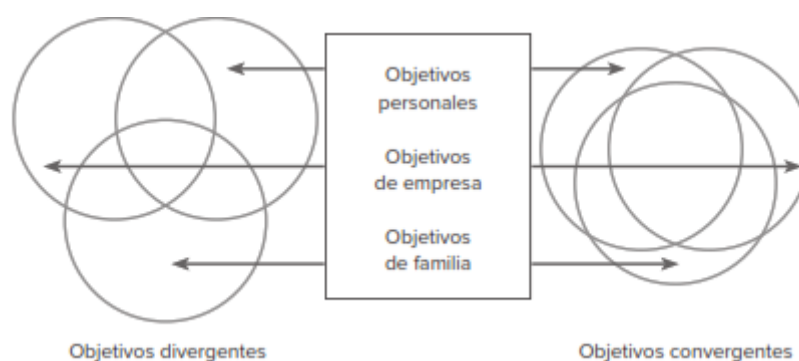 Objetivos
personales
Objetivos
de empresa
Objetivos
de familia
Objetivos divergentes
Objetivos convergentes